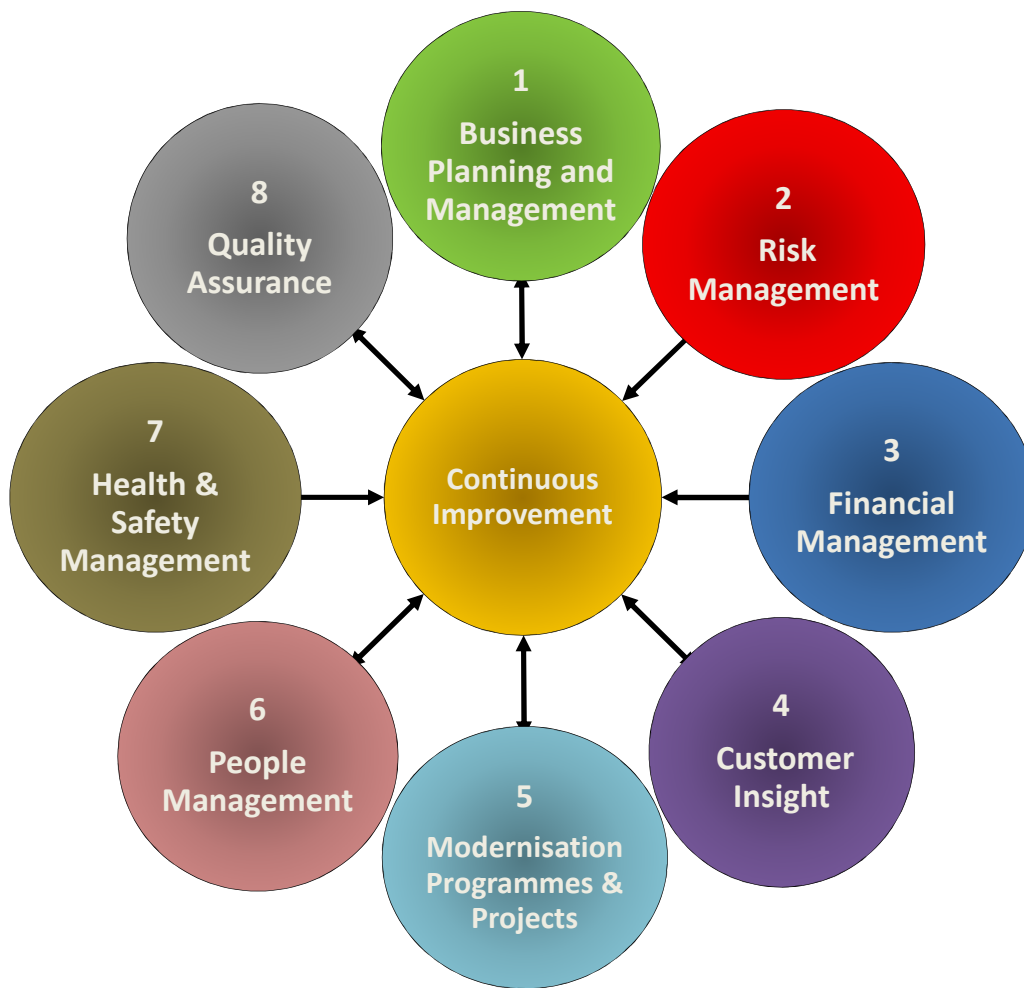 1
Business
Planning and
Management
2
Risk
Management
3
Financial
Management
4
Customer
Insight
5
Modernisation
Programmes &
Projects
6
People
Management
7
Health &
Safety
Management
8
Quality
Assurance
Continuous
Improvement